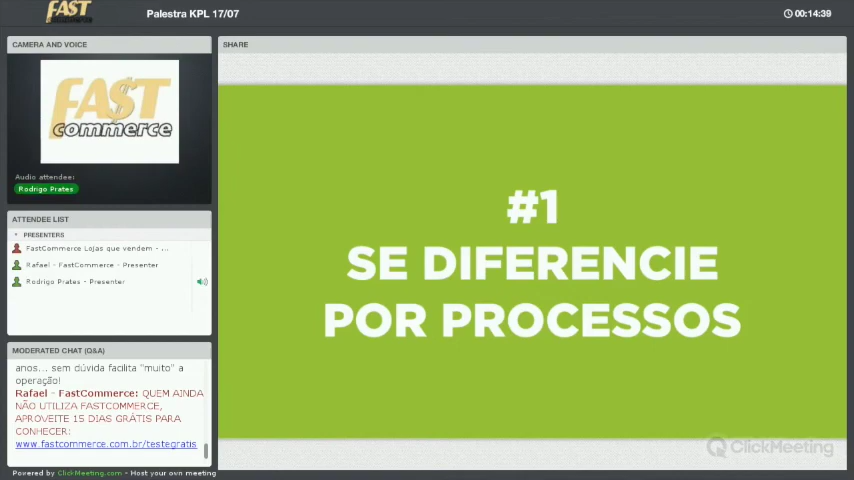 FAST
Palestra KPL 17/07
00:14:39
CAMERA AND VOICE
SHARE
FA$T
commerce
Audio attendee:
Rodrigo Prates
ATTENDEE LIST
PRESENTERS
FastCommerce Lojas que vendem - ...
Rafael - FastCommerce - Presenter
Rodrigo Prates - Presenter
MODERATED CHAT (Q&A)
anos... sem dúvida facilita "muito" a
operação!
Rafael - FastCommerce: QUEM AINDA
NÃO UTILIZA FASTCOMMERCE,
APROVEITE 15 DIAS GRÁTIS PARA
CONHECER:
www.fastcommerce.com.br/testegratis
#1
SE DIFERENCIE
POR PROCESSOS
ClickMeeting
Powered by ClickMeeting.com - Host your own meeting